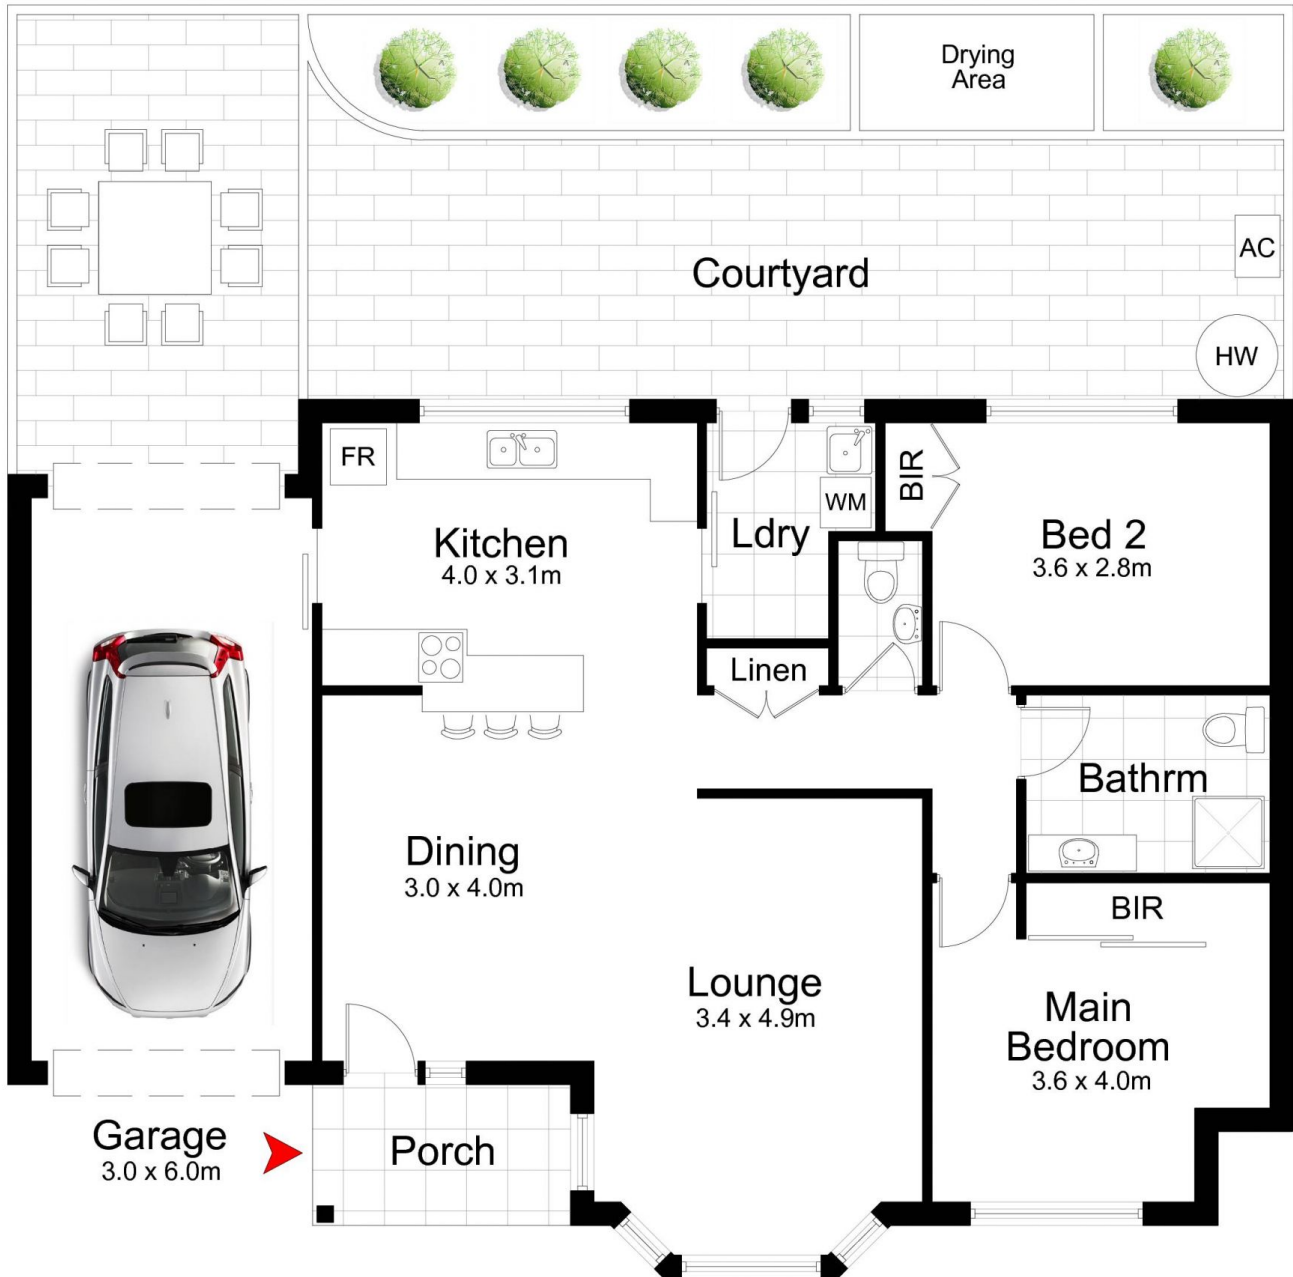 Drying
Area
AC
Courtyard
HW
FR
BIR
WM
Ldry
Bed 2
3.6 x 2.8m
Kitchen
4.0 x 3.1m
Linen
Bathrm
Dining
3.0 x 4.0m
BIR
Lounge
3.4 x 4.9m
Main
Bedroom
3.6 x 4.0m
Garage
3.0 x 6.0m
Porch